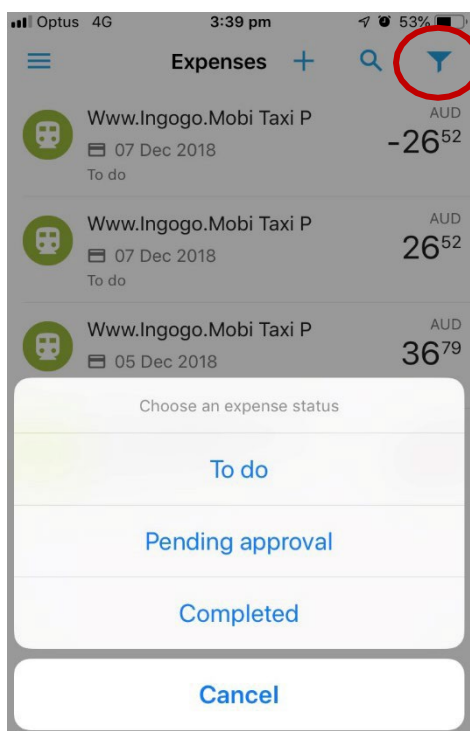 Optus 4G 3:39 pm 53%
Expenses
Www.Ingogo.Mobi Taxi P AUD
07 Dec 2018 -26 52
To do
Www.Ingogo.Mobi Taxi P AUD
07 Dec 2018 26 52
To do
Www.Ingogo.Mobi Taxi P AUD
05 Dec 2018 36 79
Choose an expense status
To do
Pending approval
Completed
Cancel